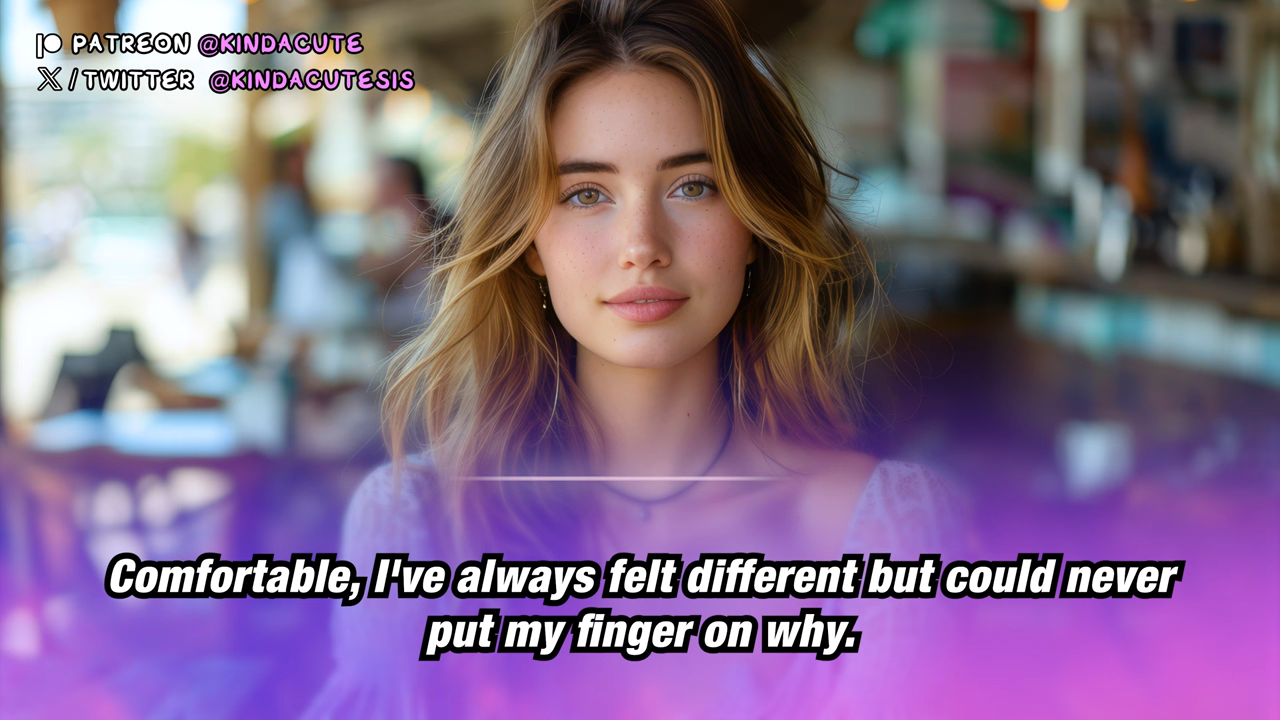 PATREON @KINDACUTE
X/TWITTER @KINDACUTESIS
Comfortable, I've always felt different but could never
put my finger on why.